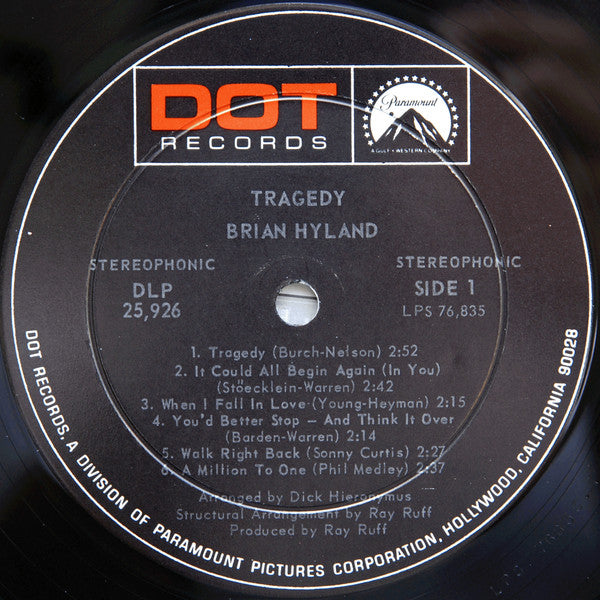 DOT
RECORDS
Paramount
A GULF + WESTERN COMPANY
TRAGEDY
BRIAN HYLAND
STEREOPHONIC
DLP
25,926
STEREOPHONIC
SIDE 1
LPS 76,835
1. Tragedy (Burch-Nelson) 2:52
2. It Could All Begin Again (In You)
(Stoecklein-Warren) 2:42
3. When I Fall In Love (Young-Heyman) 2:15
4. You'd Better Stop — And Think It Over
(Barden-Warren) 2:14
5. Walk Right Back (Sonny Curtis) 2:27
6. A Million To One (Phil Medley) 2:37
Arranged by Dick Hieronymus
Structural Arrangement by Ray Ruff
Produced by Ray Ruff
DOT RECORDS, A DIVISION OF PARAMOUNT PICTURES CORPORATION, HOLLYWOOD, CALIFORNIA 90028